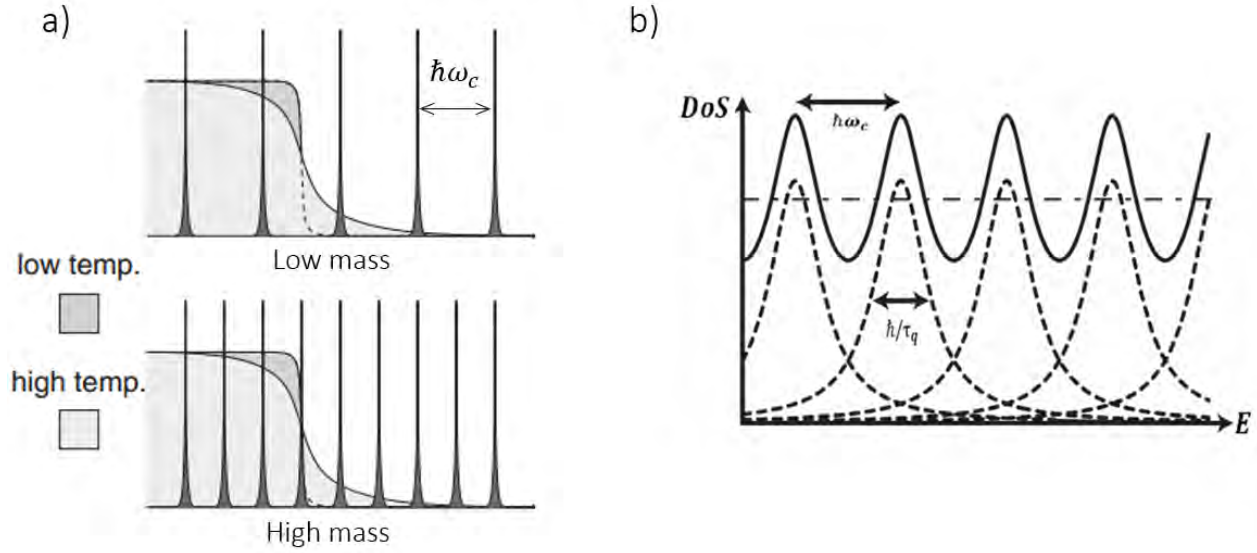 a)
ℏω_c
Low mass
low temp.
high temp.
High mass
b)
DoS
ℏω_c
ℏ/τ_q
E